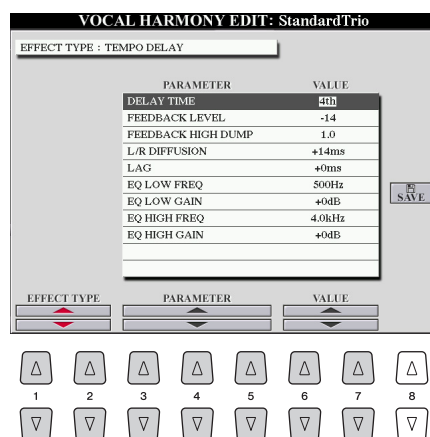 VOCAL HARMONY EDIT: StandardTrio
EFFECT TYPE : TEMPO DELAY
PARAMETER VALUE
DELAY TIME 4th
FEEDBACK LEVEL -14
FEEDBACK HIGH DUMP 1.0
L/R DIFFUSION +14ms
LAG +0ms
EQ LOW FREQ 500Hz
EQ LOW GAIN +0dB
EQ HIGH FREQ 4.0kHz
EQ HIGH GAIN +0dB
SAVE
EFFECT TYPE PARAMETER VALUE
1 2 3 4 5 6 7 8